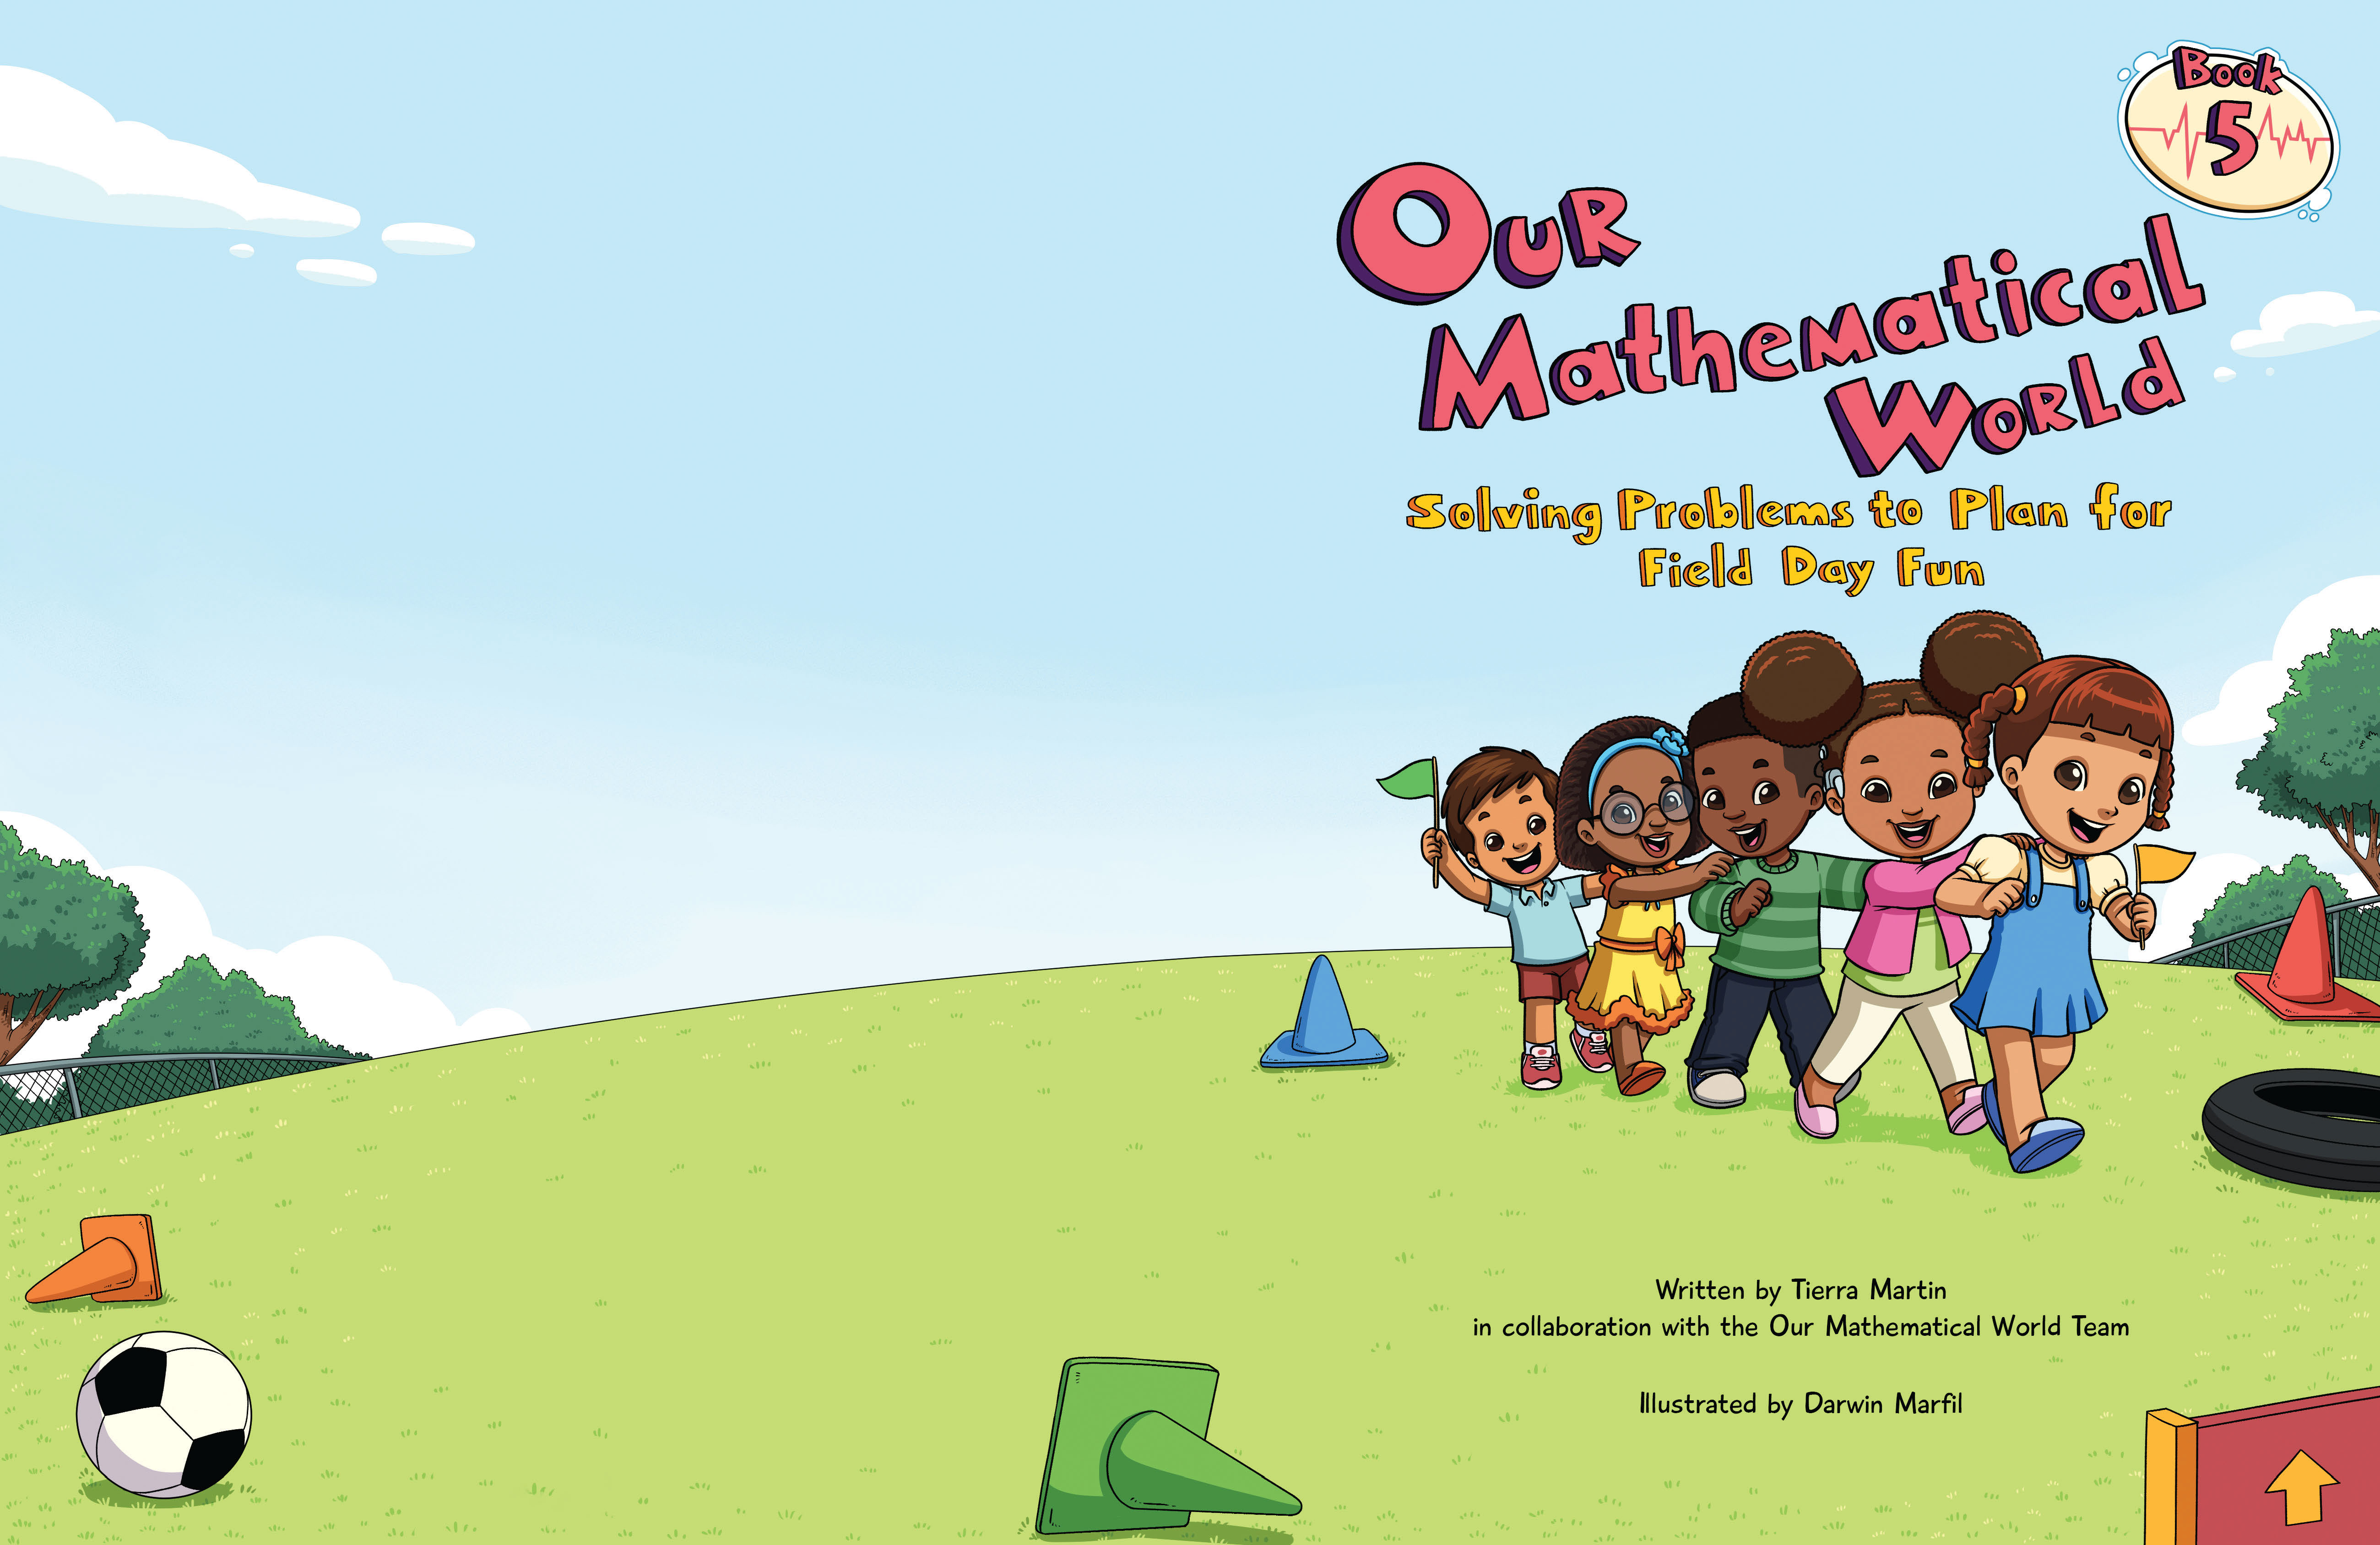 Book
5
Our
Mathematical
World
Solving Problems to Plan for
Field Day Fun
Written by Tierra Martin
in collaboration with the Our Mathematical World Team
Illustrated by Darwin Marfil